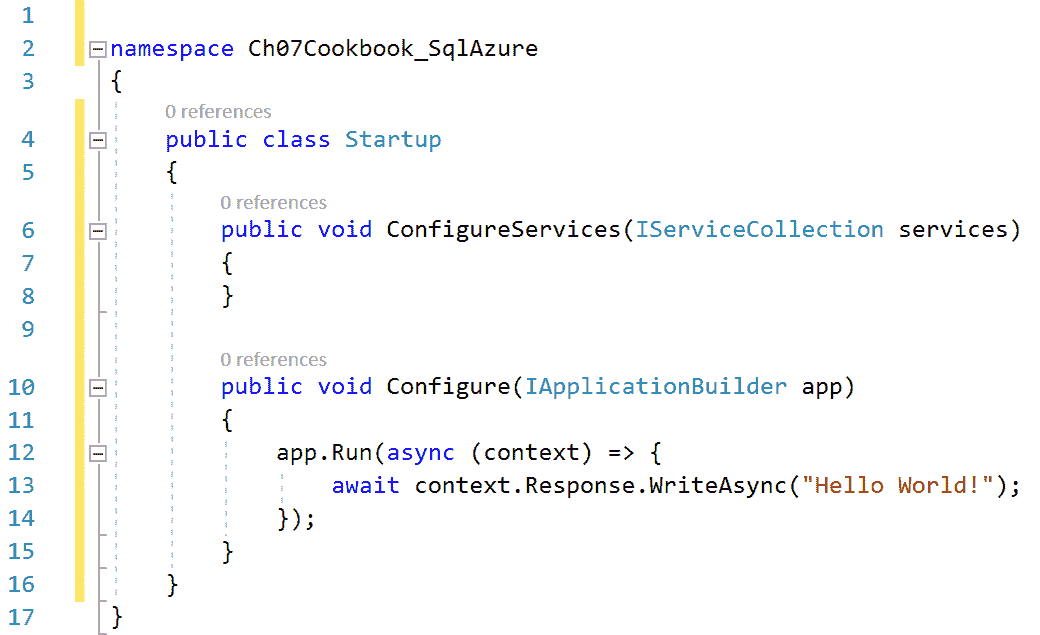 1
2 namespace Ch07Cookbook_SqlAzure
3 {
0 references
4 public class Startup
5 {
0 references
6 public void ConfigureServices(IServiceCollection services)
7 {
8 }
9
0 references
10 public void Configure(IApplicationBuilder app)
11 {
12 app.Run(async (context) => {
13 await context.Response.WriteAsync("Hello World!");
14 });
15 }
16 }
17 }